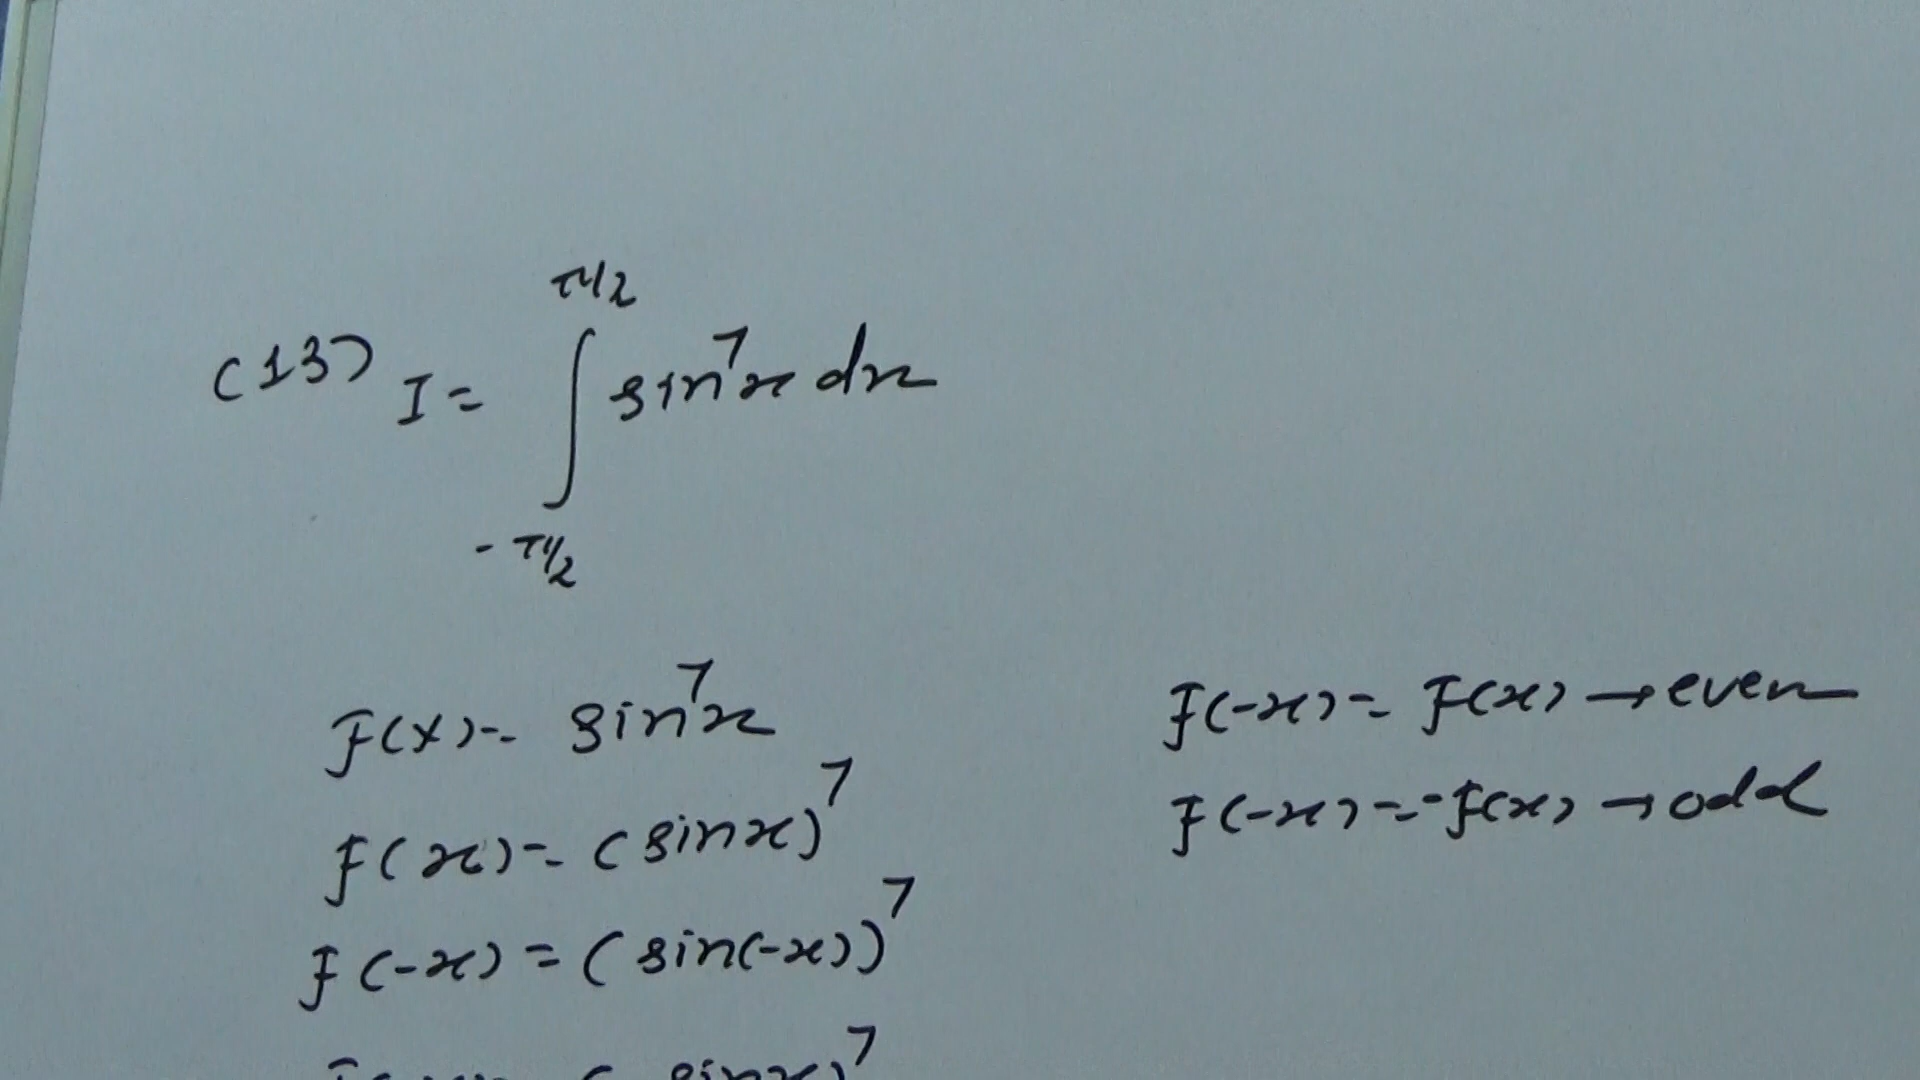 π/2
(13) I = ∫ sin⁷x dx
-π/2
f(x) = sin⁷x
f(x) = (sinx)⁷
f(-x) = (sin(-x))⁷
f(-x) = f(x) → even
f(-x) = -f(x) → odd